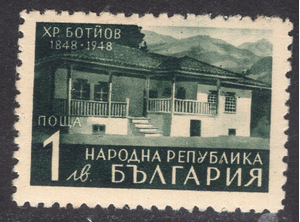 ХР. БОТЙОВ
1848 · 1948
ПОЩА
1 лв.
НАРОДНА РЕПУБЛИКА
БЪЛГАРИЯ